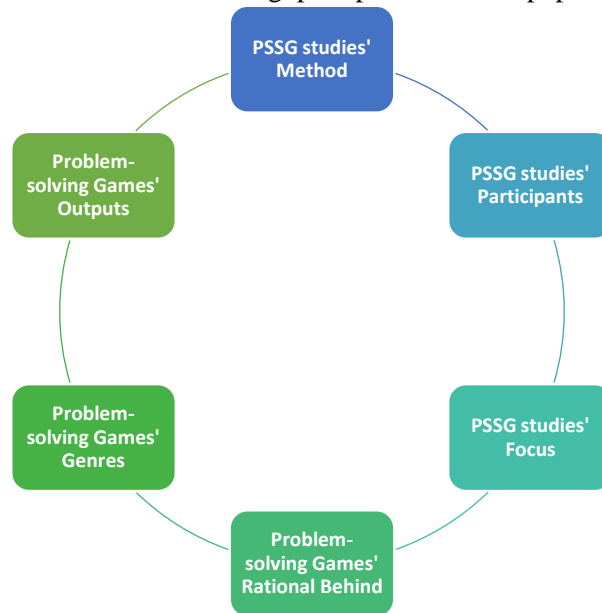 PSSG studies'
Method
PSSG studies'
Participants
PSSG studies'
Focus
Problem-
solving Games'
Rational Behind
Problem-
solving Games'
Genres
Problem-
solving Games'
Outputs